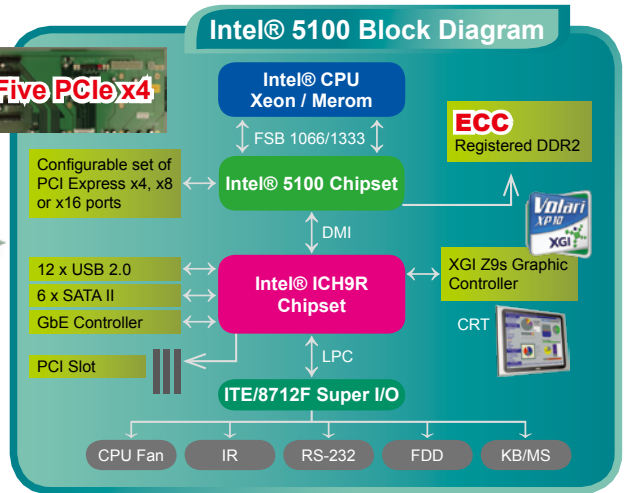 Intel® 5100 Block Diagram
Five PCIe x4
Intel® CPU
Xeon / Merom
FSB 1066/1333
ECC
Registered DDR2
Configurable set of
PCI Express x4, x8
or x16 ports
Intel® 5100 Chipset
Volari
XP10
XGI
DMI
12 x USB 2.0
6 x SATA II
GbE Controller
Intel® ICH9R
Chipset
XGI Z9s Graphic
Controller
CRT
PCI Slot
LPC
ITE/8712F Super I/O
CPU Fan
IR
RS-232
FDD
KB/MS